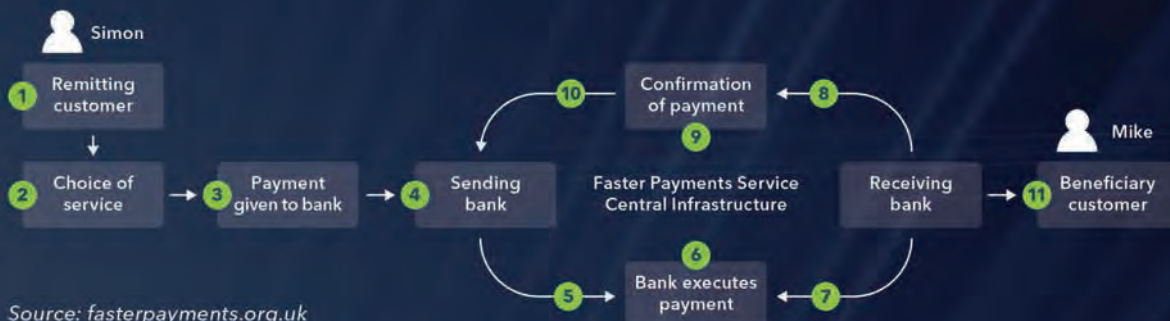 Simon
1
Remitting
customer
2
Choice of
service
3
Payment
given to bank
4
Sending
bank
10
Confirmation
of payment
8
9
Faster Payments Service
Central Infrastructure
6
Bank executes
payment
5
7
Receiving
bank
Mike
11
Beneficiary
customer
Source: fasterpayments.org.uk